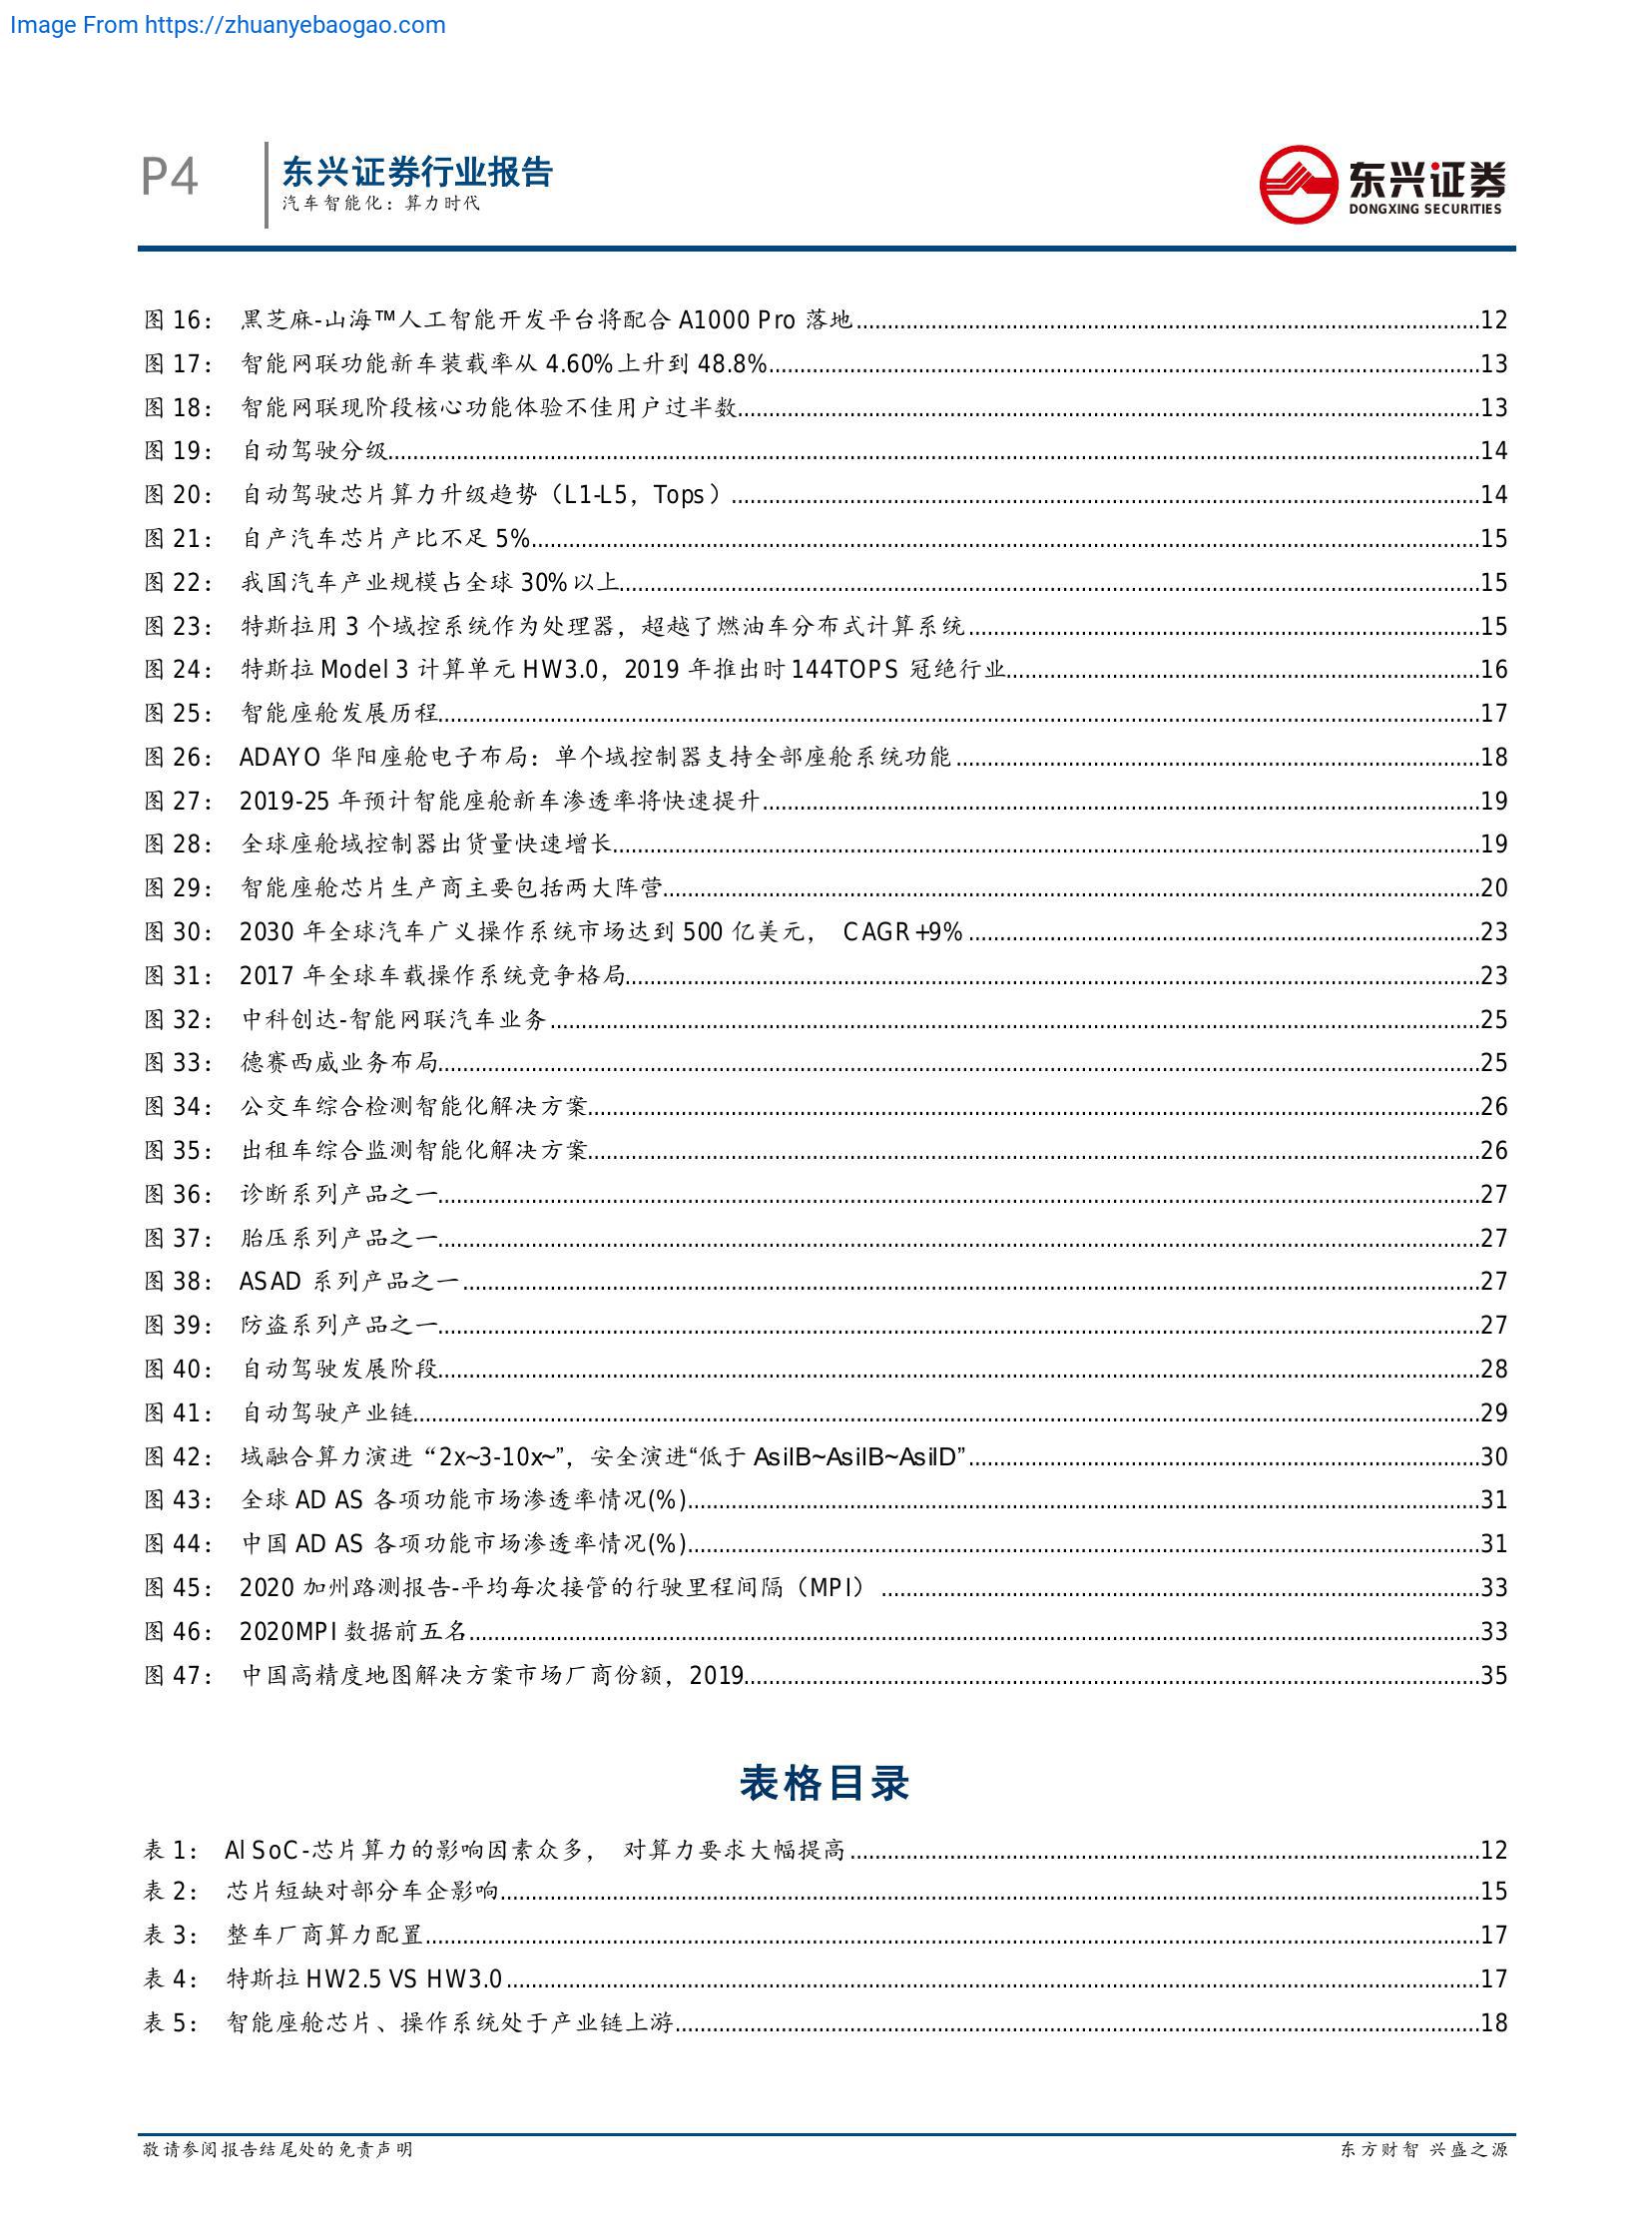 Image From https://zhuanyebaogao.com
P4
东兴证券行业报告
汽车智能化：算力时代
东兴证券
DONGXING SECURITIES
图 16： 黑芝麻-山海™人工智能开发平台将配合 A1000 Pro 落地 12
图 17： 智能网联功能新车装载率从 4.60%上升到 48.8% 13
图 18： 智能网联现阶段核心功能体验不佳用户过半数 13
图 19： 自动驾驶分级 14
图 20： 自动驾驶芯片算力升级趋势（L1-L5，Tops） 14
图 21： 自产汽车芯片产比不足 5% 15
图 22： 我国汽车产业规模占全球 30%以上 15
图 23： 特斯拉用 3 个域控系统作为处理器，超越了燃油车分布式计算系统 15
图 24： 特斯拉 Model 3 计算单元 HW3.0，2019 年推出时 144TOPS 冠绝行业 16
图 25： 智能座舱发展历程 17
图 26： ADAYO 华阳座舱电子布局：单个域控制器支持全部座舱系统功能 18
图 27： 2019-25 年预计智能座舱新车渗透率将快速提升 19
图 28： 全球座舱域控制器出货量快速增长 19
图 29： 智能座舱芯片生产商主要包括两大阵营 20
图 30： 2030 年全球汽车广义操作系统市场达到 500 亿美元， CAGR+9% 23
图 31： 2017 年全球车载操作系统竞争格局 23
图 32： 中科创达-智能网联汽车业务 25
图 33： 德赛西威业务布局 25
图 34： 公交车综合检测智能化解决方案 26
图 35： 出租车综合监测智能化解决方案 26
图 36： 诊断系列产品之一 27
图 37： 胎压系列产品之一 27
图 38： ASAD 系列产品之一 27
图 39： 防盗系列产品之一 27
图 40： 自动驾驶发展阶段 28
图 41： 自动驾驶产业链 29
图 42： 域融合算力演进“2x~3-10x~”，安全演进“低于 AsilB~AsilB~AsilD” 30
图 43： 全球 AD AS 各项功能市场渗透率情况(%) 31
图 44： 中国 AD AS 各项功能市场渗透率情况(%) 31
图 45： 2020 加州路测报告-平均每次接管的行驶里程间隔（MPI） 33
图 46： 2020MPI 数据前五名 33
图 47： 中国高精度地图解决方案市场厂商份额，2019 35
表格目录
表 1： AI SoC-芯片算力的影响因素众多， 对算力要求大幅提高 12
表 2： 芯片短缺对部分车企影响 15
表 3： 整车厂商算力配置 17
表 4： 特斯拉 HW2.5 VS HW3.0 17
表 5： 智能座舱芯片、操作系统处于产业链上游 18
敬请参阅报告结尾处的免责声明
东方财智 兴盛之源